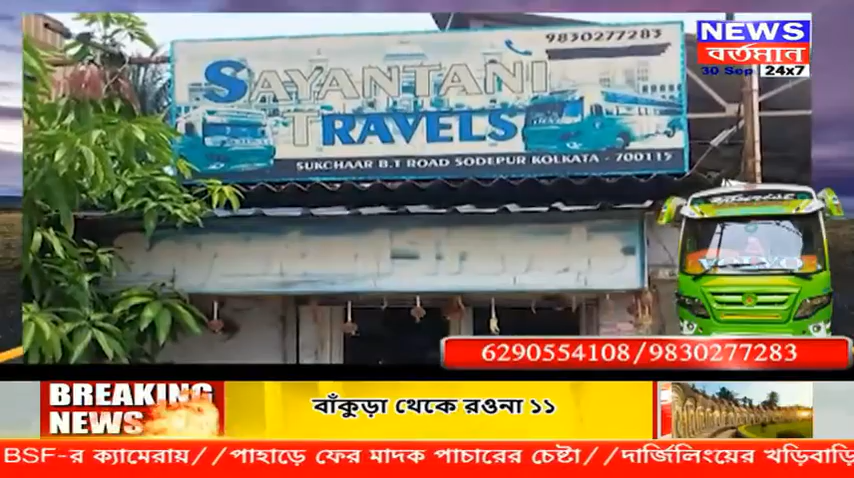 9830277283
SAYANTANI
TRAVELS
SUKCHAAR B.T ROAD SODEPUR KOLKATA - 700115
NEWS
বর্তমান
30 Sep 24x7
Tourist
VOLVO
6290554108/9830277283
BREAKING
NEWS
বাঁকুড়া থেকে রওনা ১১
BSF-র ক্যামেরায়//পাহাড়ে ফের মাদক পাচারের চেষ্টা//দার্জিলিংয়ের খড়িবাড়ি